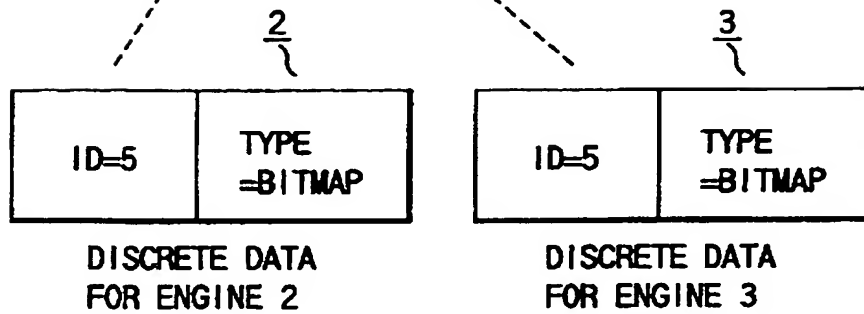 2
3
ID=5
TYPE
=BITMAP
ID=5
TYPE
=BITMAP
DISCRETE DATA
FOR ENGINE 2
DISCRETE DATA
FOR ENGINE 3